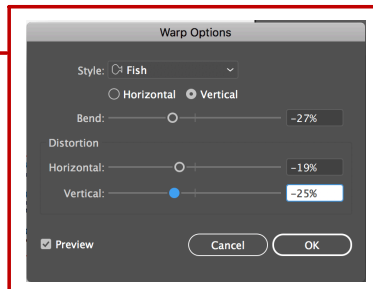 Warp Options
Style: Fish
Horizontal Vertical
Bend: -27%
Distortion
Horizontal: -19%
Vertical: -25%
Preview Cancel OK